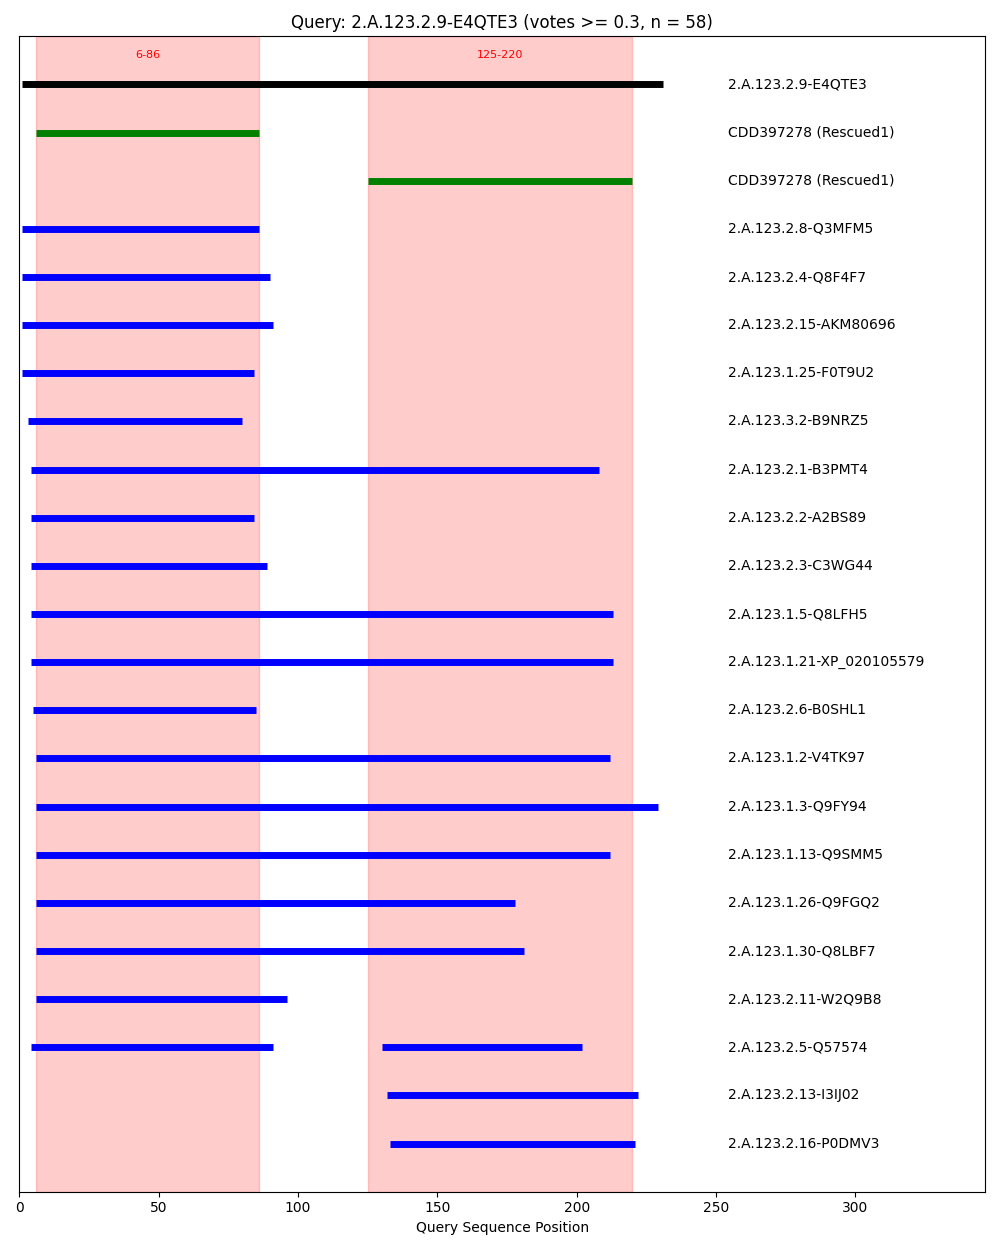 Query: 2.A.123.2.9-E4QTE3 (votes >= 0.3, n = 58)
6-86
125-220
2.A.123.2.9-E4QTE3
CDD397278 (Rescued1)
CDD397278 (Rescued1)
2.A.123.2.8-Q3MFM5
2.A.123.2.4-Q8F4F7
2.A.123.2.15-AKM80696
2.A.123.1.25-F0T9U2
2.A.123.3.2-B9NRZ5
2.A.123.2.1-B3PMT4
2.A.123.2.2-A2BS89
2.A.123.2.3-C3WG44
2.A.123.1.5-Q8LFH5
2.A.123.1.21-XP_020105579
2.A.123.2.6-B0SHL1
2.A.123.1.2-V4TK97
2.A.123.1.3-Q9FY94
2.A.123.1.13-Q9SMM5
2.A.123.1.26-Q9FGQ2
2.A.123.1.30-Q8LBF7
2.A.123.2.11-W2Q9B8
2.A.123.2.5-Q57574
2.A.123.2.13-I3IJ02
2.A.123.2.16-P0DMV3
0 50 100 150 200 250 300
Query Sequence Position